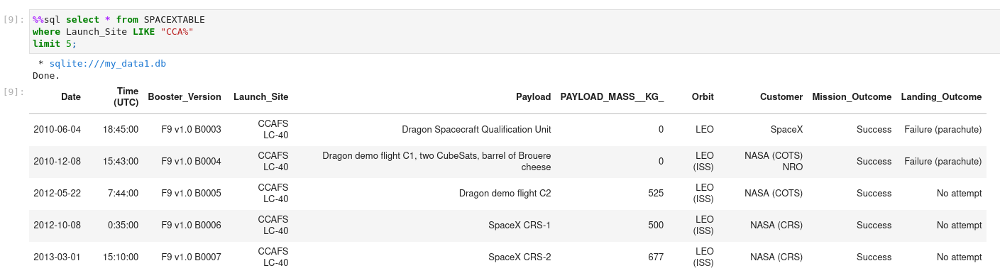 [9]: %%sql select * from SPACEXTABLE
where Launch_Site LIKE "CCA%"
limit 5;
* sqlite:///my_data1.db
Done.
[9]:
Date Time (UTC) Booster_Version Launch_Site Payload PAYLOAD_MASS__KG_ Orbit Customer Mission_Outcome Landing_Outcome
2010-06-04 18:45:00 F9 v1.0 B0003 CCAFS LC-40 Dragon Spacecraft Qualification Unit 0 LEO SpaceX Success Failure (parachute)
2010-12-08 15:43:00 F9 v1.0 B0004 CCAFS LC-40 Dragon demo flight C1, two CubeSats, barrel of Brouere cheese 0 LEO (ISS) NASA (COTS) NRO Success Failure (parachute)
2012-05-22 7:44:00 F9 v1.0 B0005 CCAFS LC-40 Dragon demo flight C2 525 LEO (ISS) NASA (COTS) Success No attempt
2012-10-08 0:35:00 F9 v1.0 B0006 CCAFS LC-40 SpaceX CRS-1 500 LEO (ISS) NASA (CRS) Success No attempt
2013-03-01 15:10:00 F9 v1.0 B0007 CCAFS LC-40 SpaceX CRS-2 677 LEO (ISS) NASA (CRS) Success No attempt